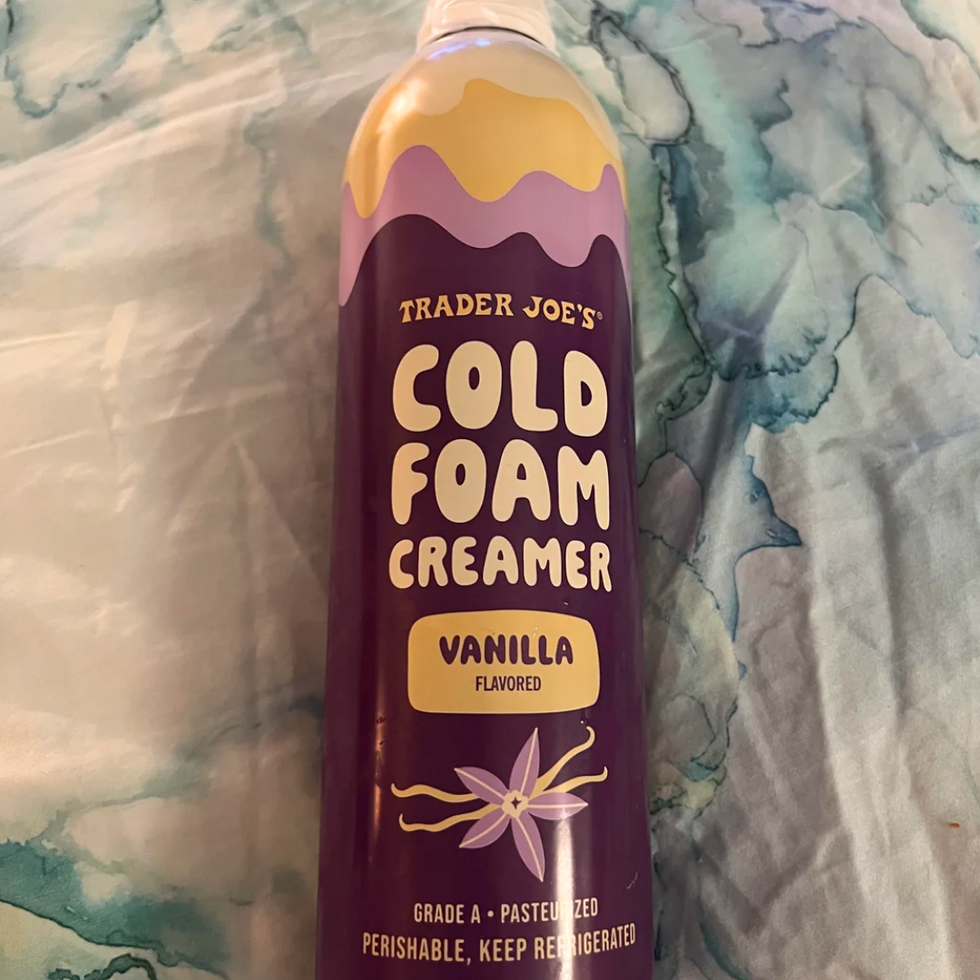 TRADER JOE'S®
COLD
FOAM
CREAMER
VANILLA
FLAVORED
GRADE A • PASTEURIZED
PERISHABLE, KEEP REFRIGERATED